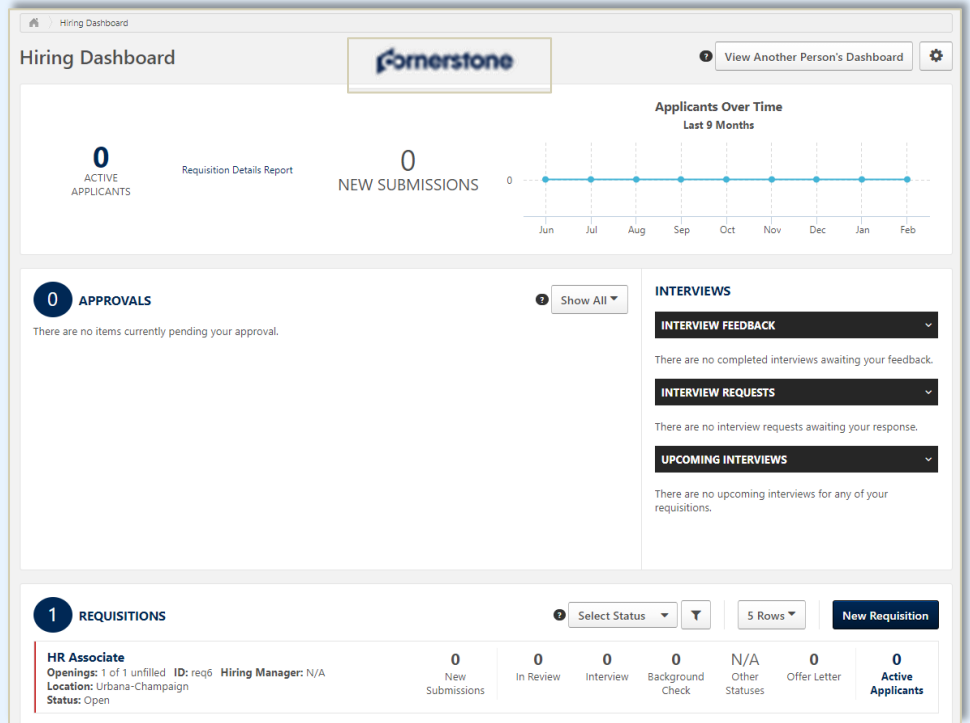 Hiring Dashboard
Hiring Dashboard
cornerstone
? View Another Person's Dashboard
Applicants Over Time
Last 9 Months
0
ACTIVE
APPLICANTS
Requisition Details Report
0
NEW SUBMISSIONS
0
Jun Jul Aug Sep Oct Nov Dec Jan Feb
0 APPROVALS
? Show All
There are no items currently pending your approval.
INTERVIEWS
INTERVIEW FEEDBACK
There are no completed interviews awaiting your feedback.
INTERVIEW REQUESTS
There are no interview requests awaiting your response.
UPCOMING INTERVIEWS
There are no upcoming interviews for any of your
requisitions.
1 REQUISITIONS
? Select Status 5 Rows New Requisition
HR Associate
Openings: 1 of 1 unfilled ID: req6 Hiring Manager: N/A
Location: Urbana-Champaign
Status: Open
0
New
Submissions
0
In Review
0
Interview
0
Background
Check
N/A
Other
Statuses
0
Offer Letter
0
Active
Applicants